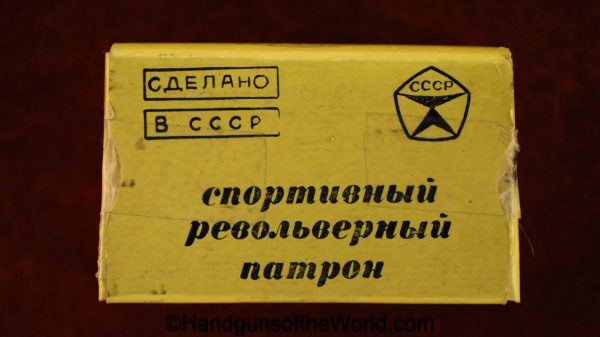 СДЕЛАНО
В СССР
СССР
спортивный
револьверный
патрон
©HandgunsoftheWorld.com